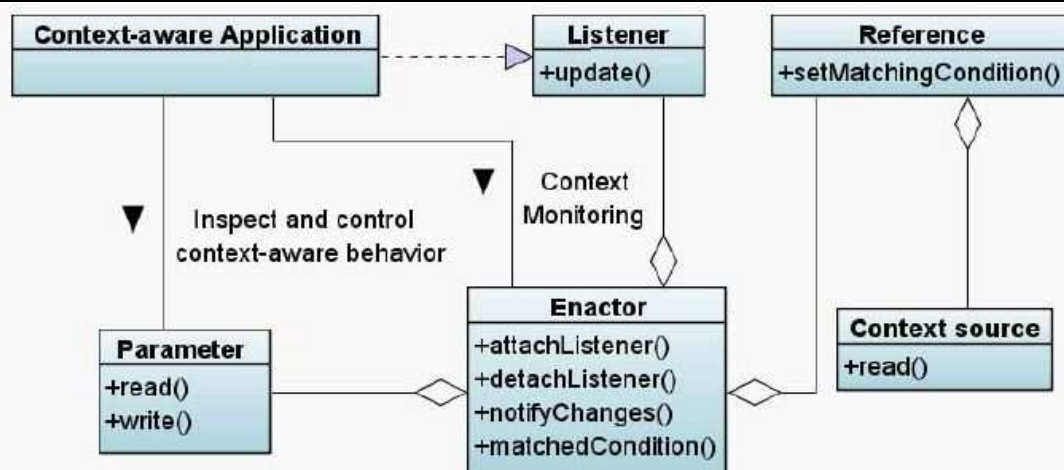 Context-aware Application
Listener
+update()
Reference
+setMatchingCondition()
Context
Monitoring
Inspect and control
context-aware behavior
Enactor
+attachListener()
+detachListener()
+notifyChanges()
+matchedCondition()
Parameter
+read()
+write()
Context source
+read()